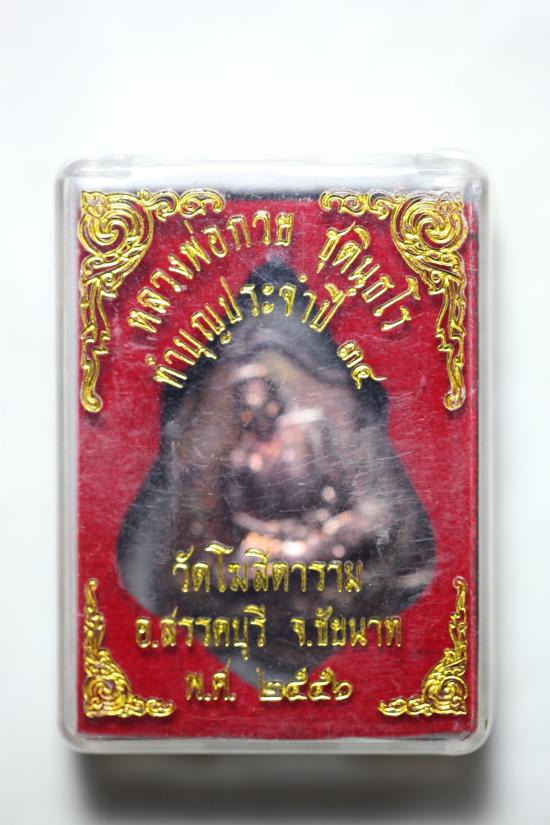 หลวงพ่อกวย ชุตินฺธโร
ทำบุญประจำปี ๓๔
วัดโฆสิตาราม
อ.สรรคบุรี จ.ชัยนาท
พ.ศ. ๒๕๕๖